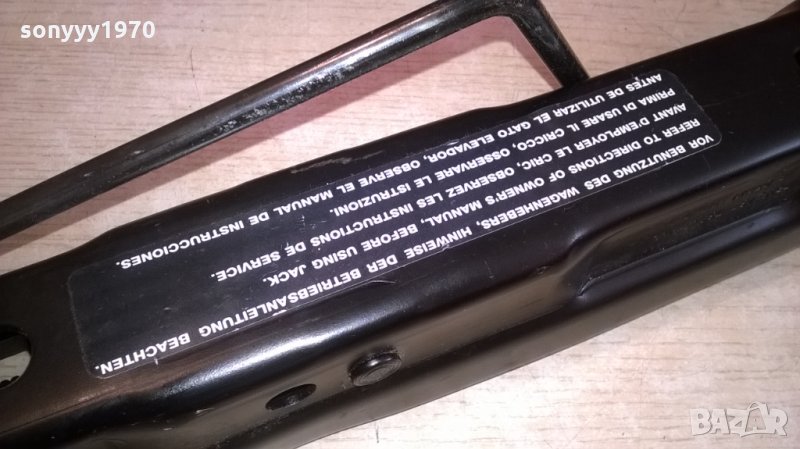 sonyyy1970
VOR BENUTZUNG DES WAGENHEBERS, HINWEISE DER BETRIEBSANLEITUNG BEACHTEN.
REFER TO DIRECTIONS OF OWNER'S MANUAL, BEFORE USING JACK.
AVANT D'EMPLOYER LE CRIC, OBSERVEZ LES INSTRUCTIONS DE SERVICE.
PRIMA DI USARE IL CRICCO, OSSERVARE LE ISTRUZIONI.
ANTES DE UTILIZAR EL GATO ELEVADOR, OBSERVE EL MANUAL DE INSTRUCCIONES.
BAZAR